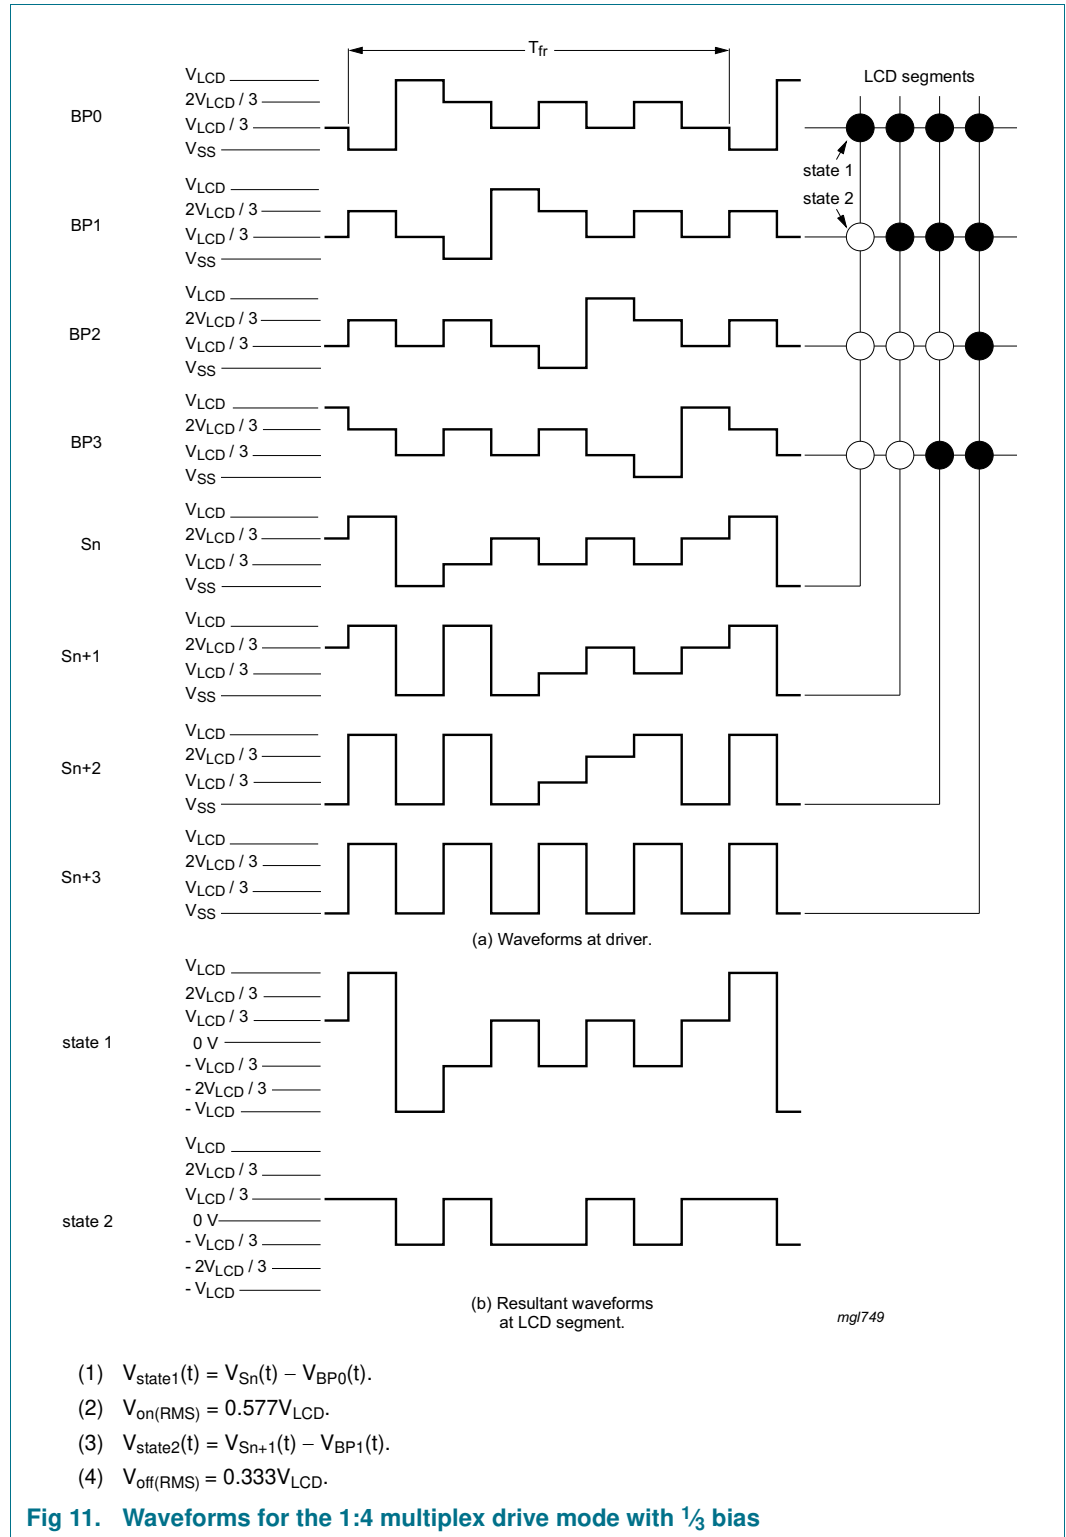 Tfr
LCD segments
BP0
VLCD
2VLCD / 3
VLCD / 3
VSS
state 1
state 2
BP1
VLCD
2VLCD / 3
VLCD / 3
VSS
BP2
VLCD
2VLCD / 3
VLCD / 3
VSS
BP3
VLCD
2VLCD / 3
VLCD / 3
VSS
Sn
VLCD
2VLCD / 3
VLCD / 3
VSS
Sn+1
VLCD
2VLCD / 3
VLCD / 3
VSS
Sn+2
VLCD
2VLCD / 3
VLCD / 3
VSS
Sn+3
VLCD
2VLCD / 3
VLCD / 3
VSS
(a) Waveforms at driver.
state 1
VLCD
2VLCD / 3
VLCD / 3
0 V
- VLCD / 3
- 2VLCD / 3
- VLCD
state 2
VLCD
2VLCD / 3
VLCD / 3
0 V
- VLCD / 3
- 2VLCD / 3
- VLCD
(b) Resultant waveforms
at LCD segment.
mgl749
(1) Vstate1(t) = VSn(t) − VBP0(t).
(2) Von(RMS) = 0.577VLCD.
(3) Vstate2(t) = VSn+1(t) − VBP1(t).
(4) Voff(RMS) = 0.333VLCD.
Fig 11. Waveforms for the 1:4 multiplex drive mode with 1⁄3 bias